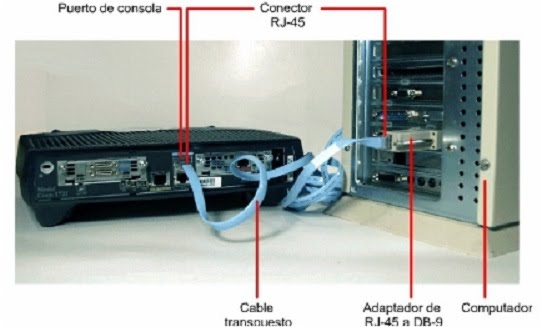 Puerto de consola
Conector
RJ-45
Cable
transpuesto
Adaptador de
RJ-45 a DB-9
Computador